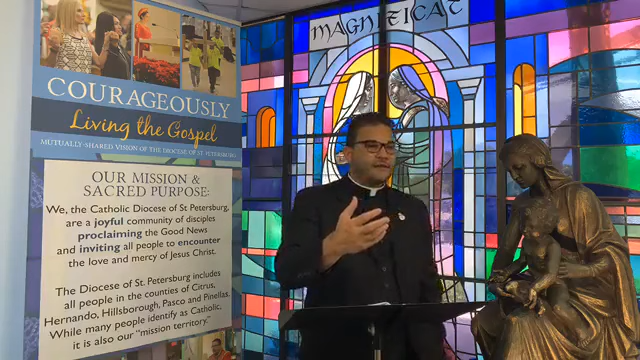 MAGNIFICAT
COURAGEOUSLY
Living the Gospel
MUTUALLY-SHARED VISION OF THE DIOCESE OF ST PETERSBURG
OUR MISSION &
SACRED PURPOSE:
We, the Catholic Diocese of St Petersburg,
are a joyful community of disciples
proclaiming the Good News
and inviting all people to encounter
the love and mercy of Jesus Christ.
The Diocese of St. Petersburg includes
all people in the counties of Citrus,
Hernando, Hillsborough, Pasco and Pinellas.
While many people identify as Catholic,
it is also our "mission territory."